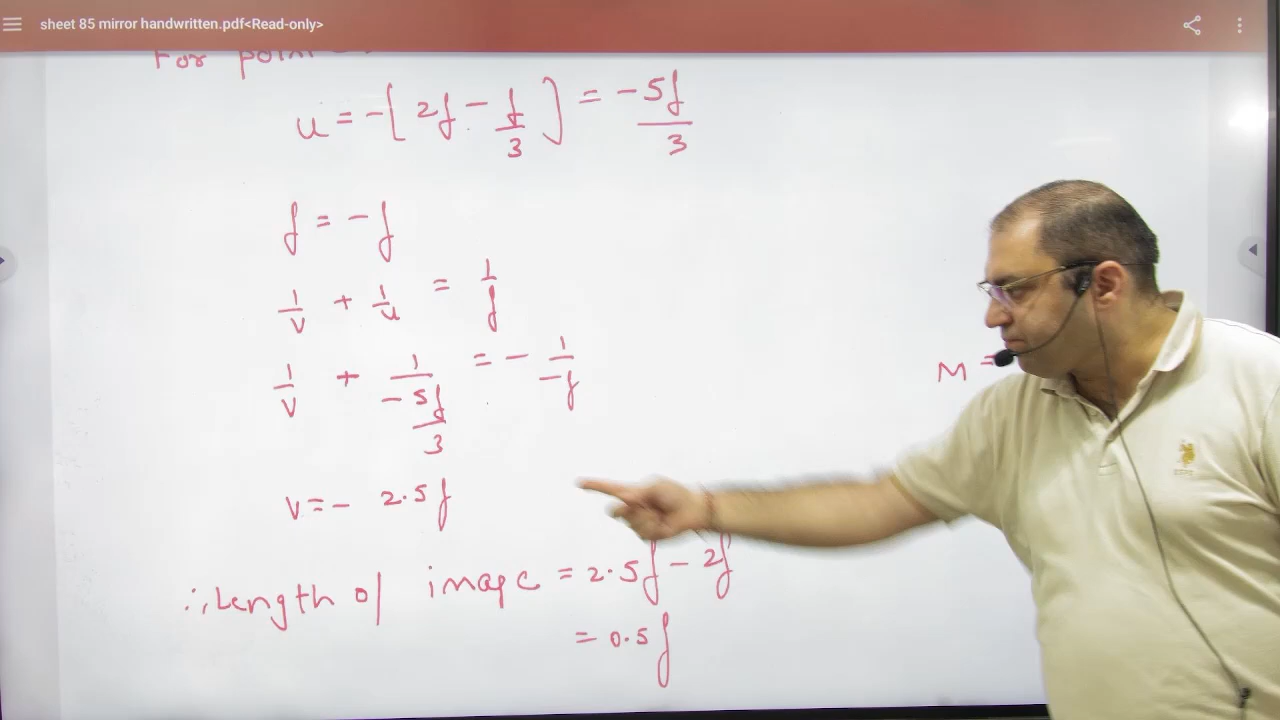 sheet 85 mirror handwritten.pdf<Read-only>
For point
u = -[2f - f/3] = -5f/3
f = -f
1/v + 1/u = 1/f
1/v + 1/(-5f/3) = - 1/-f
v = - 2.5f
M =
∴ Length of image = 2.5f - 2f
= 0.5f